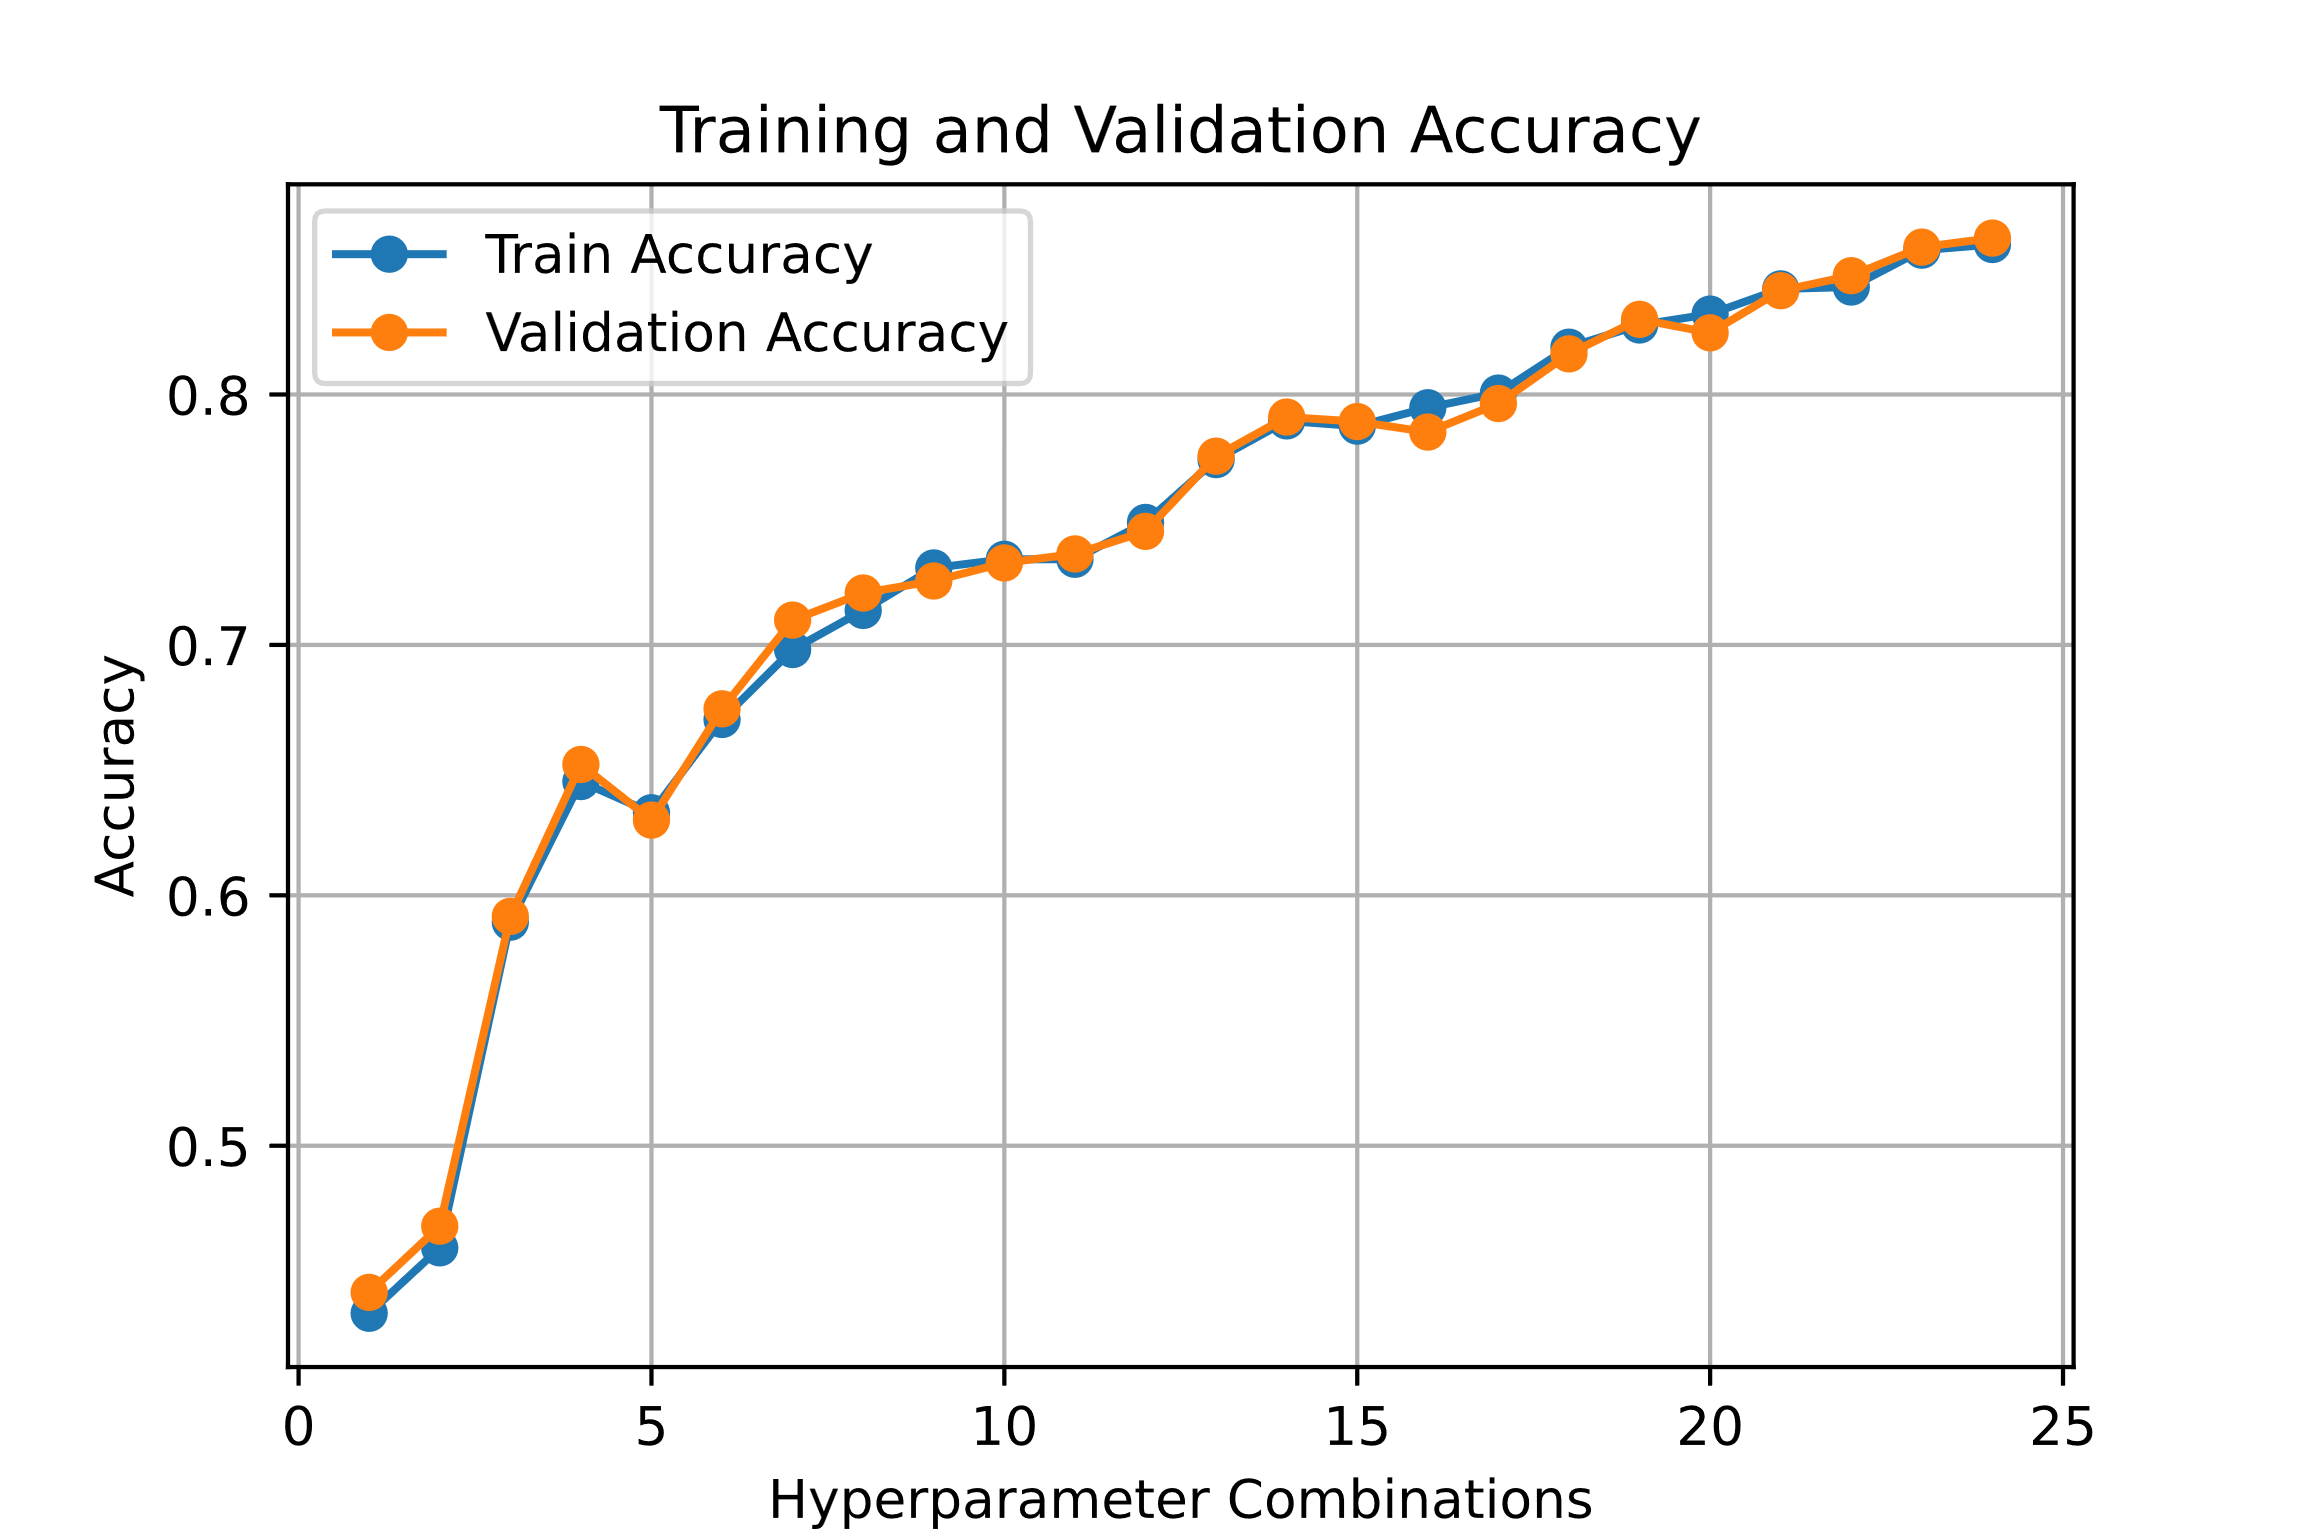 Training and Validation Accuracy
Train Accuracy
Validation Accuracy
0.8
0.7
0.6
0.5
Accuracy
0 5 10 15 20 25
Hyperparameter Combinations